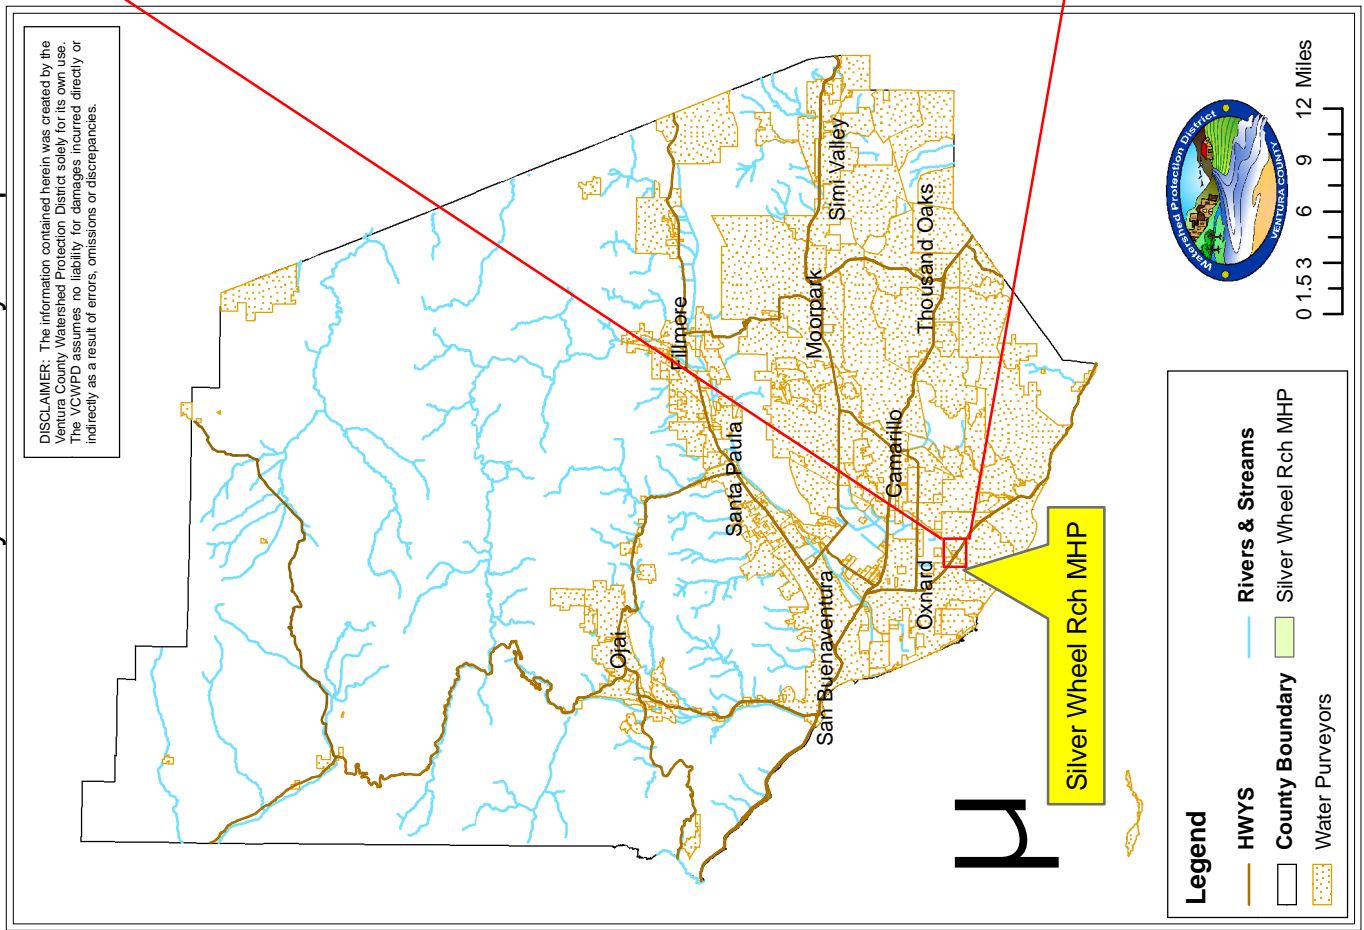 DISCLAIMER: The information contained herein was created by the
Ventura County Watershed Protection District solely for its own use.
The VCWPD assumes no liability for damages incurred directly or
indirectly as a result of errors, omissions or discrepancies.
Ojai
Fillmore
Santa Paula
Moorpark
Simi Valley
San Buenaventura
Camarillo
Oxnard
Thousand Oaks
Silver Wheel Rch MHP
µ
Watershed Protection District
VENTURA COUNTY
0 1.5 3 6 9 12 Miles
Legend
HWYS
Rivers & Streams
County Boundary
Silver Wheel Rch MHP
Water Purveyors